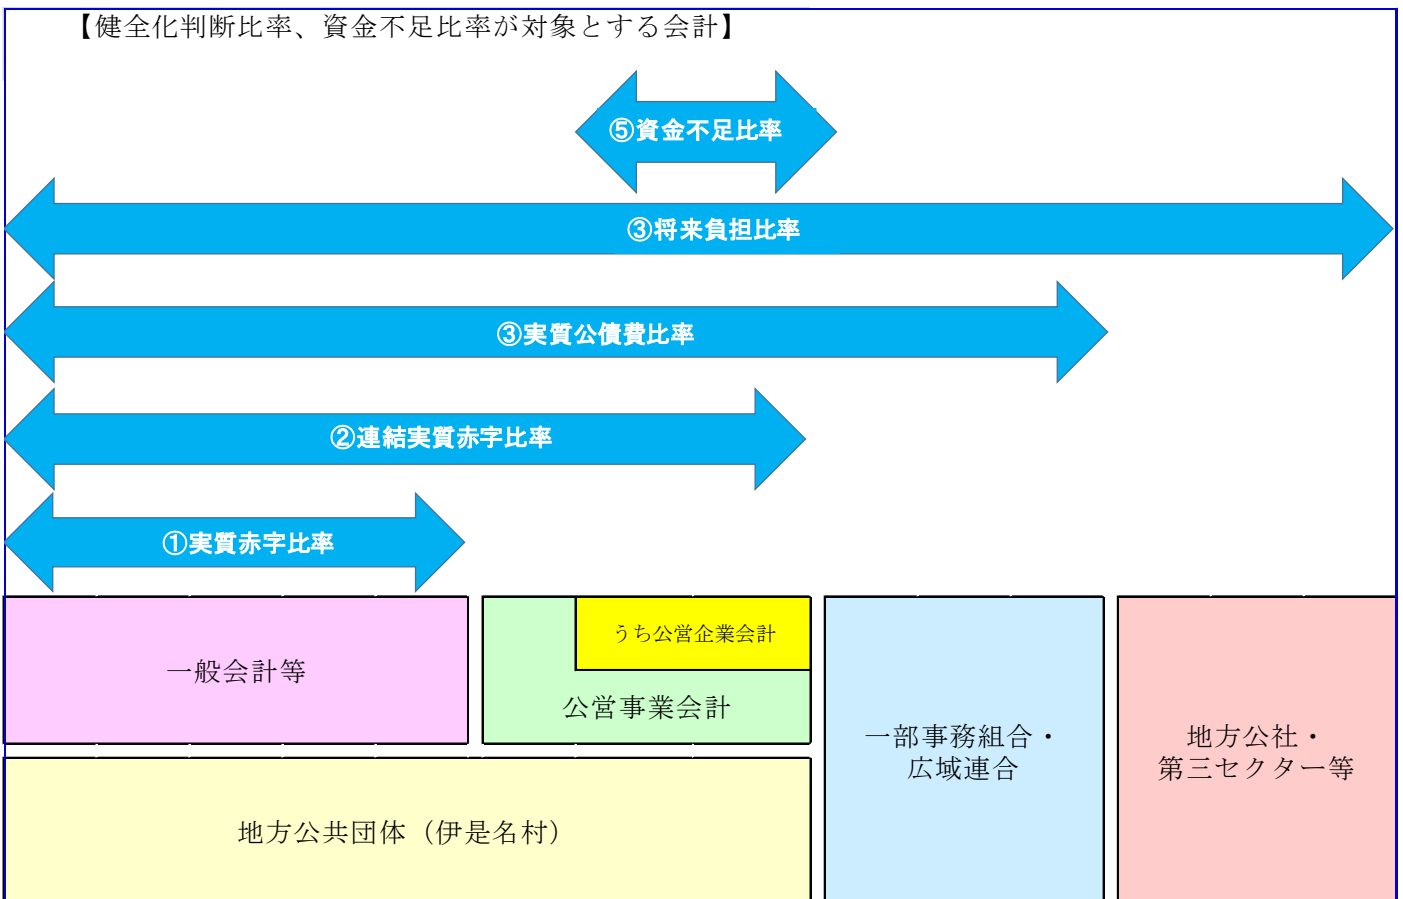 【健全化判断比率、資金不足比率が対象とする会計】
⑤資金不足比率
③将来負担比率
③実質公債費比率
②連結実質赤字比率
①実質赤字比率
うち公営企業会計
一般会計等
公営事業会計
一部事務組合・
広域連合
地方公社・
第三セクター等
地方公共団体（伊是名村）